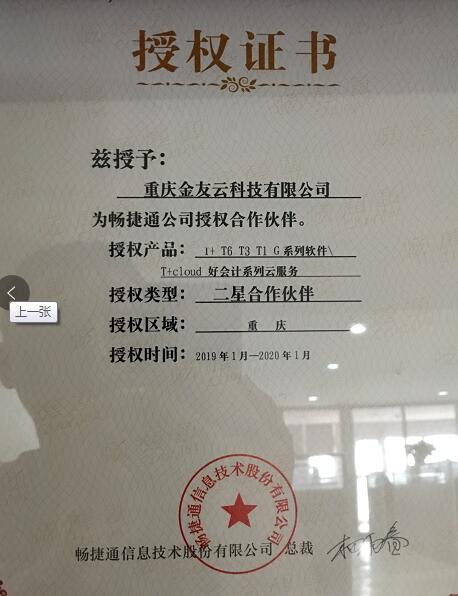 授权证书
兹授予：
重庆金友云科技有限公司
为畅捷通公司授权合作伙伴。
授权产品： T+ T6 T3 T1 G系列软件\
T+cloud 好会计系列云服务
授权类型： 二星合作伙伴
授权区域： 重 庆
授权时间：2019年1月—2020年1月
上一张
畅捷通信息技术股份有限公司
畅捷通信息技术股份有限公司 总裁